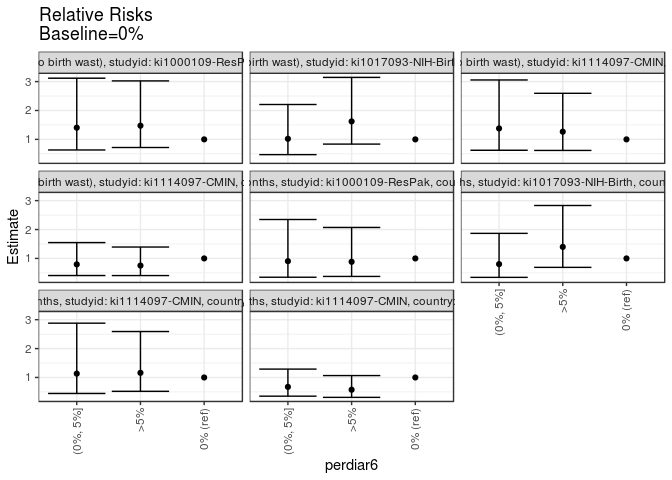 Relative Risks
Baseline=0%
o birth wast), studyid: ki1000109-ResP
birth wast), studyid: ki1017093-NIH-Birt
o birth wast), studyid: ki1114097-CMIN,
3
2
1
birth wast), studyid: ki1114097-CMIN, c
onths, studyid: ki1000109-ResPak, cou
ths, studyid: ki1017093-NIH-Birth, coun
3
2
1
nths, studyid: ki1114097-CMIN, country
ths, studyid: ki1114097-CMIN, country:
3
2
1
Estimate
(0%, 5%]
>5%
0% (ref)
(0%, 5%]
>5%
0% (ref)
(0%, 5%]
>5%
0% (ref)
perdiar6